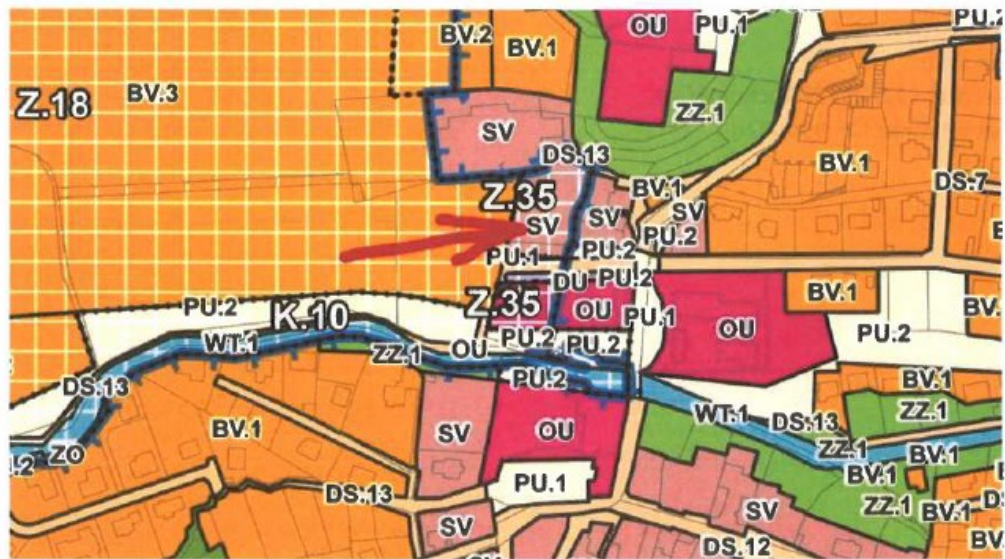 BV.2
BV.1
OU
PU.1
PU.2
Z.18
BV.3
SV
ZZ.1
DS.13
BV.1
BV.1
DS.7
Z.35
SV
SV
SV
PU.2
PU.2
PU.1
DU
PU.2
PU.2
K.10
Z.35
OU
PU.1
OU
BV.1
PU.2
WT.1
ZZ.1
OU
PU.2
PU.2
PU.2
DS.13
BV.1
ZZ.1
BV.1
SV
OU
WT.1
DS.13
ZZ.1
BV.1
BV.1
ZO
PU.1
ZZ.1
BV.1
DS.13
SV
SV
DS.12